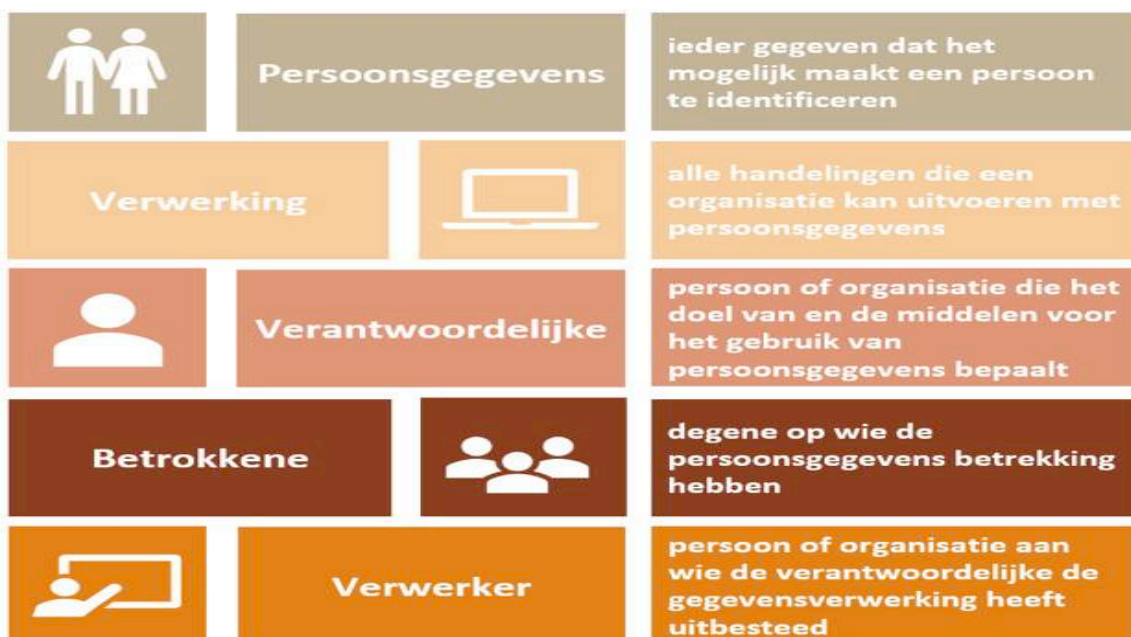 Persoonsgegevens
ieder gegeven dat het
mogelijk maakt een persoon
te identificeren
Verwerking
alle handelingen die een
organisatie kan uitvoeren met
persoonsgegevens
Verantwoordelijke
persoon of organisatie die het
doel van en de middelen voor
het gebruik van
persoonsgegevens bepaalt
Betrokkene
degene op wie de
persoonsgegevens betrekking
hebben
Verwerker
persoon of organisatie aan
wie de verantwoordelijke de
gegevensverwerking heeft
uitbesteed